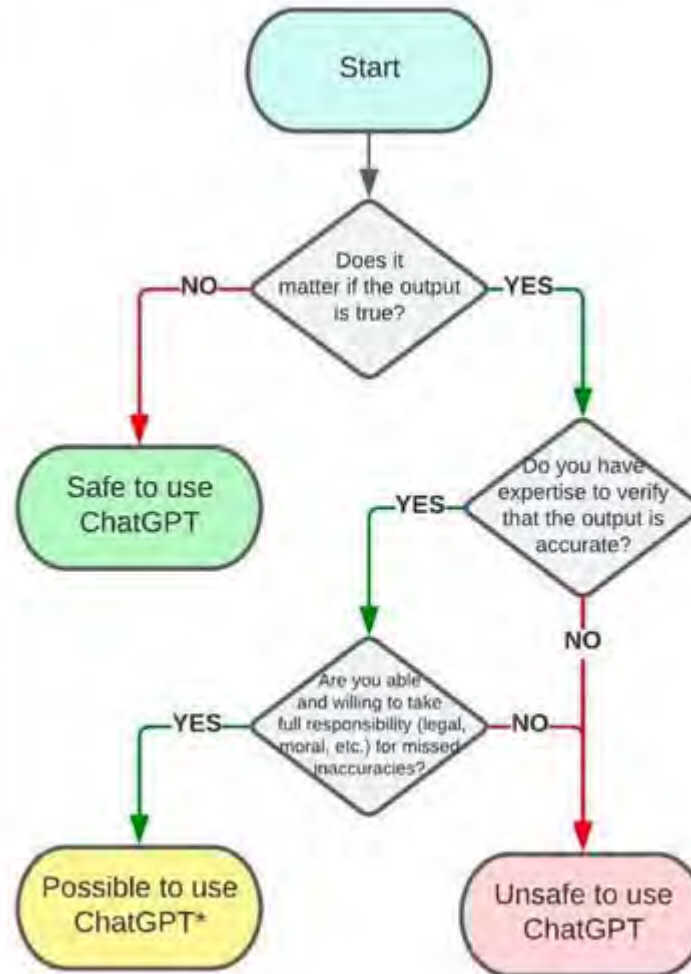 Start
Does it
matter if the output
is true?
NO
YES
Safe to use
ChatGPT
Do you have
expertise to verify
that the output is
accurate?
YES
NO
Are you able
and willing to take
full responsibility (legal,
moral, etc.) for missed
inaccuracies?
YES
NO
Possible to use
ChatGPT*
Unsafe to use
ChatGPT